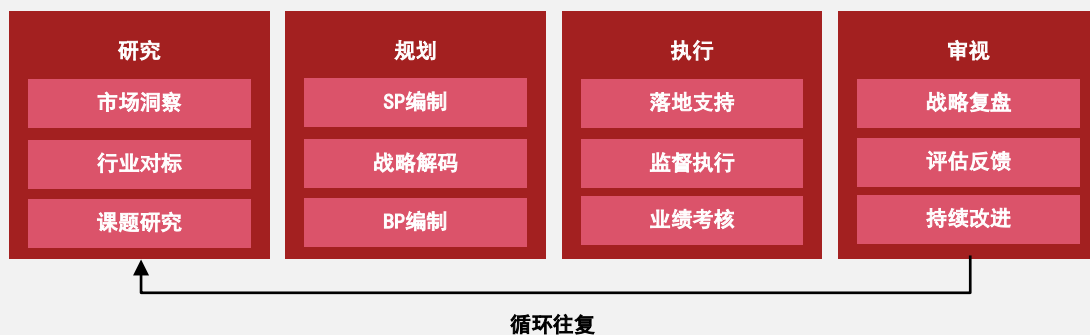 研究
市场洞察
行业对标
课题研究
规划
SP编制
战略解码
BP编制
执行
落地支持
监督执行
业绩考核
审视
战略复盘
评估反馈
持续改进
循环往复